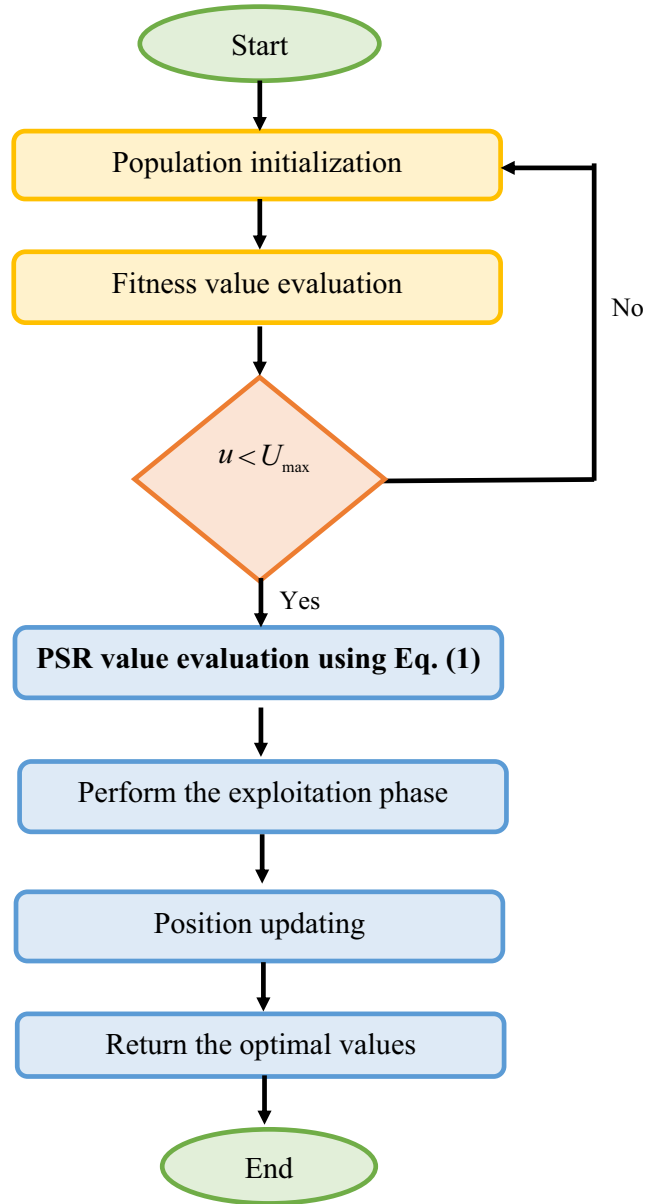 Start
Population initialization
Fitness value evaluation
No
u < U_max
Yes
PSR value evaluation using Eq. (1)
Perform the exploitation phase
Position updating
Return the optimal values
End